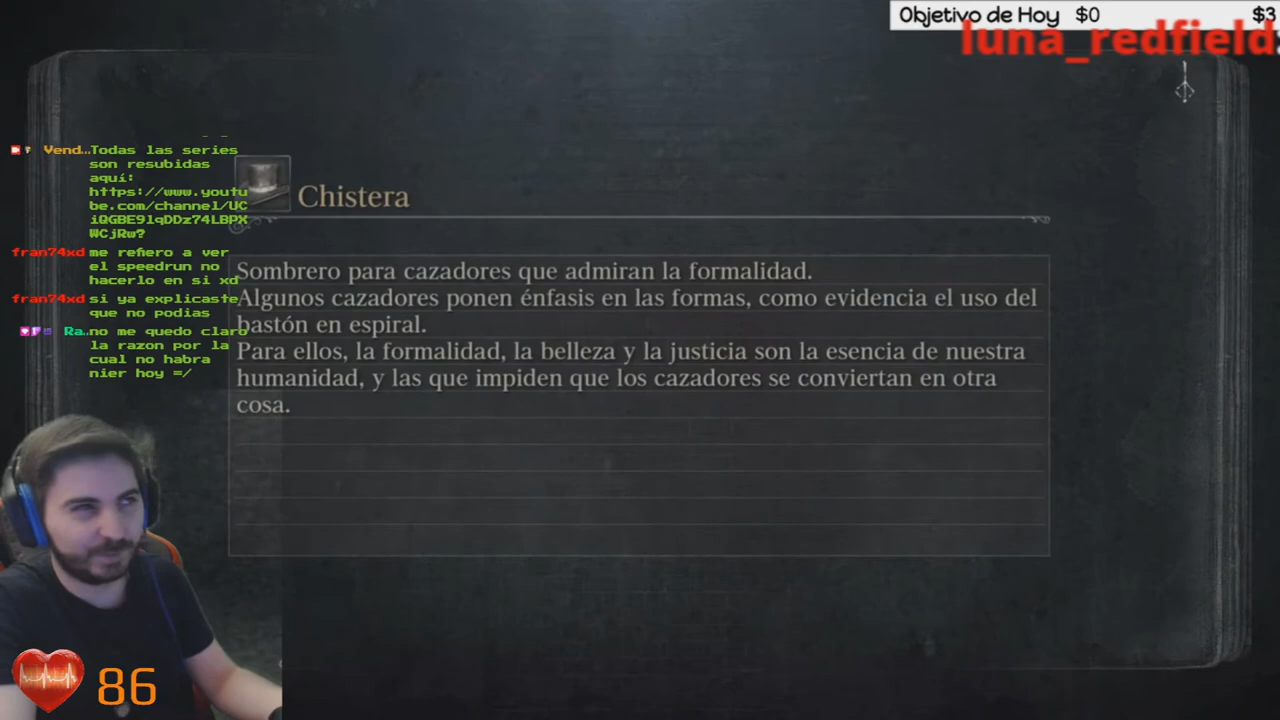 Objetivo de Hoy $0 $3
luna_redfield
Vend...Todas las series
son resubidas
aquí:
https://www.youtu
be.com/channel/UC
iQGBE9lqDDz74LBPX
WCjRw?
fran74xd me refiero a ver
el speedrun no
hacerlo en si xd
fran74xd si ya explicaste
que no podias
Ra..no me quedo claro
la razon por la
cual no habra
nier hoy =/
Chistera
Sombrero para cazadores que admiran la formalidad.
Algunos cazadores ponen énfasis en las formas, como evidencia el uso del
bastón en espiral.
Para ellos, la formalidad, la belleza y la justicia son la esencia de nuestra
humanidad, y las que impiden que los cazadores se conviertan en otra
cosa.
86